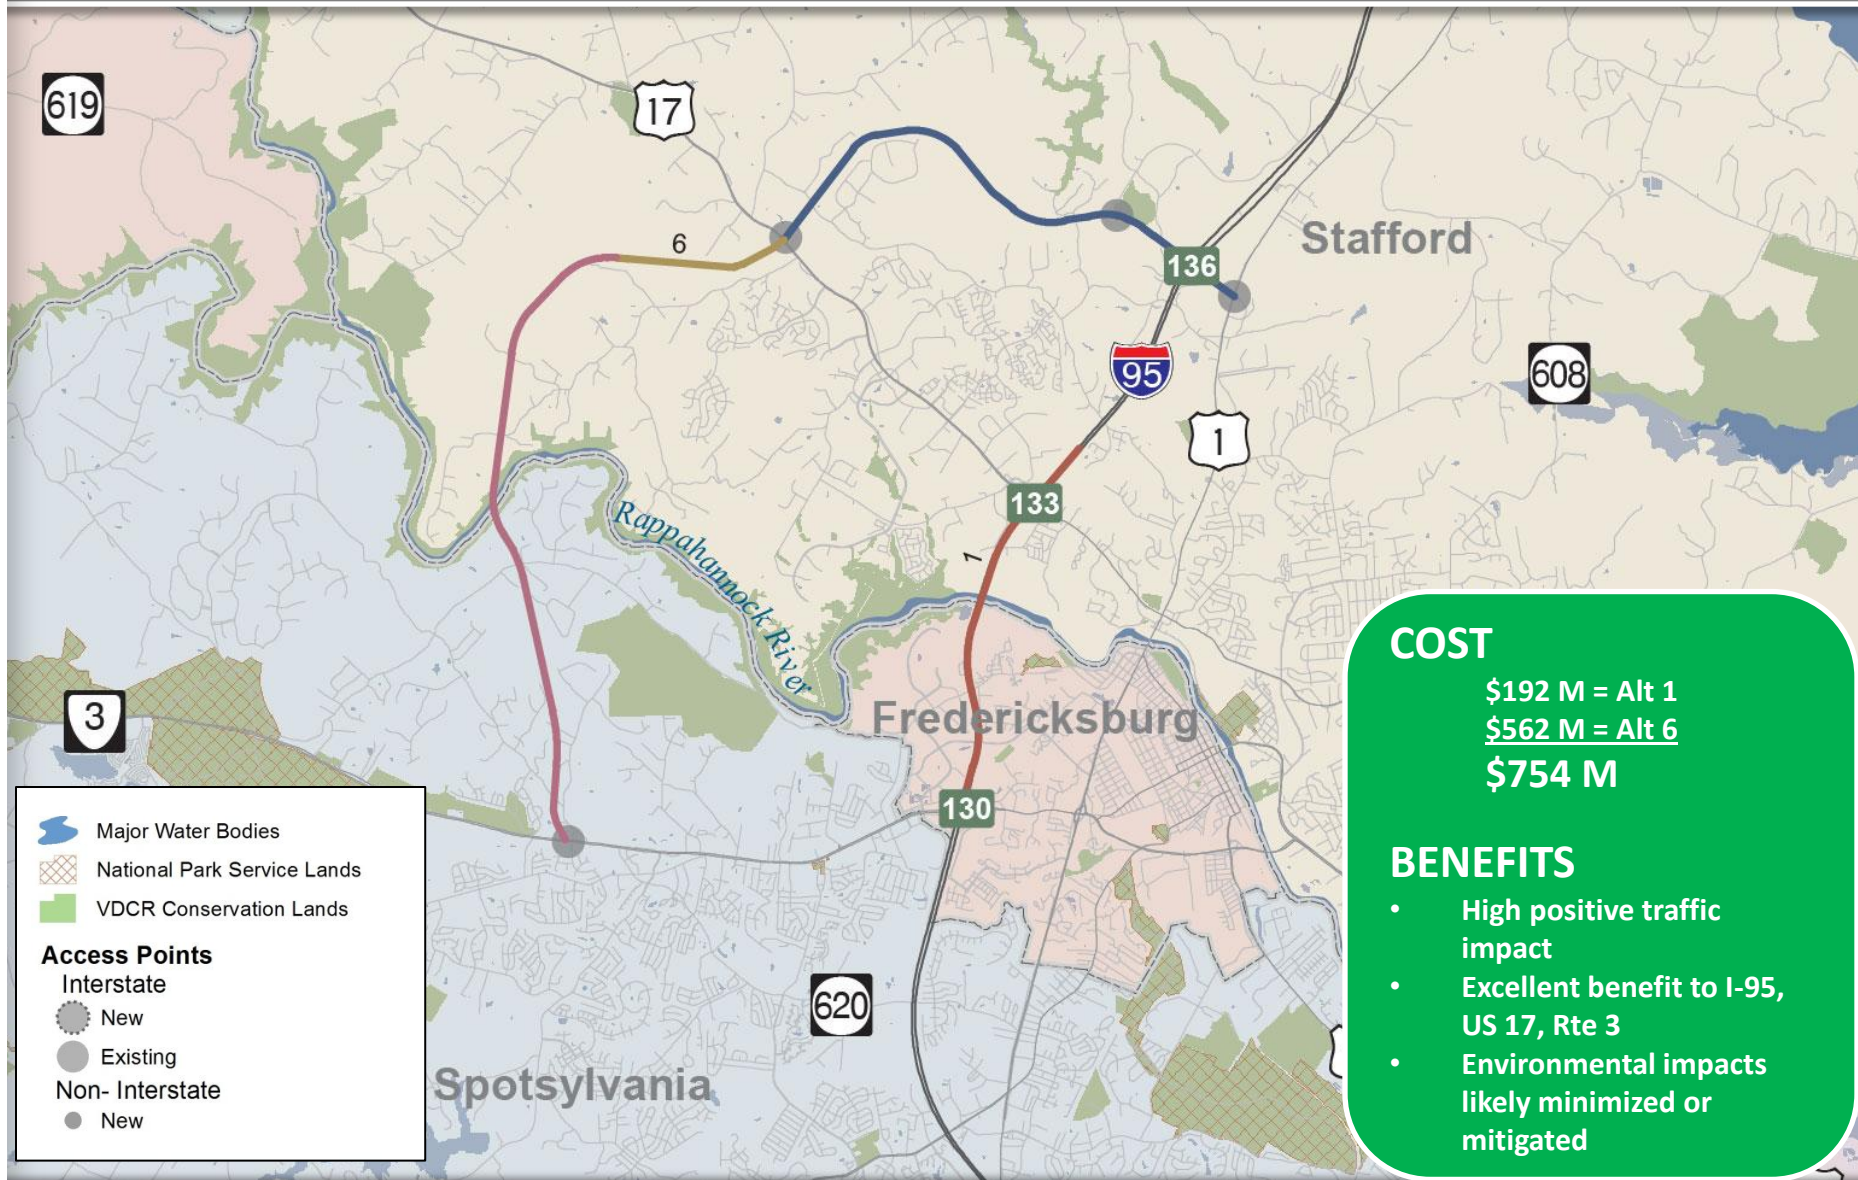 619
17
6
Stafford
136
95
608
1
133
1
Rappahannock River
3
Fredericksburg
130
620
Spotsylvania
Major Water Bodies
National Park Service Lands
VDCR Conservation Lands
Access Points
Interstate
New
Existing
Non- Interstate
New
COST
$192 M = Alt 1
$562 M = Alt 6
$754 M
BENEFITS
• High positive traffic
impact
• Excellent benefit to I-95,
US 17, Rte 3
• Environmental impacts
likely minimized or
mitigated